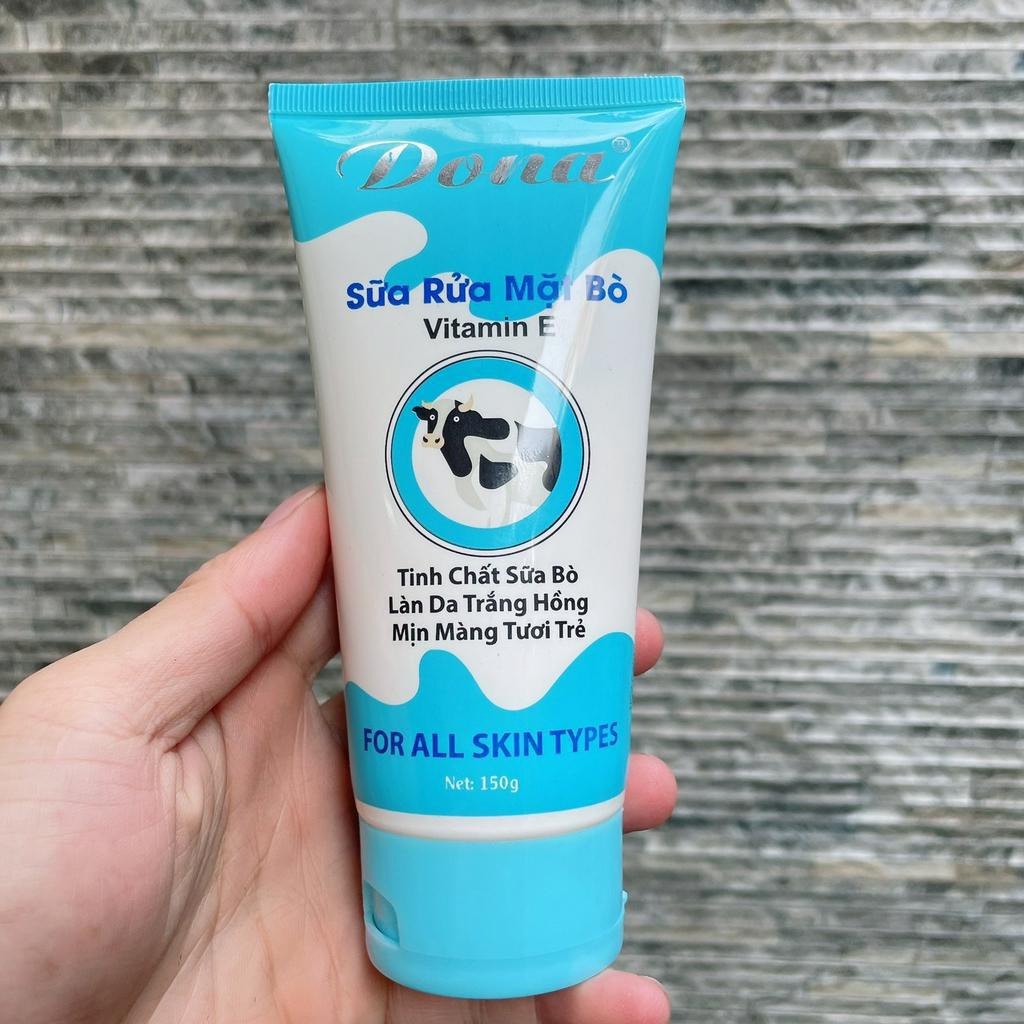 Dona®
Sữa Rửa Mặt Bò
Vitamin E
Tinh Chất Sữa Bò
Làn Da Trắng Hồng
Mịn Màng Tươi Trẻ
FOR ALL SKIN TYPES
Net: 150g